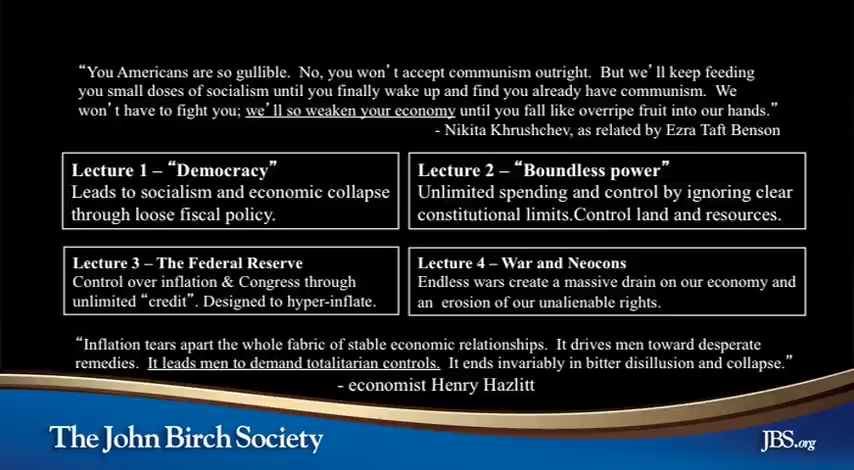 “You Americans are so gullible.  No, you won’t accept communism outright.  But we’ll keep feeding
you small doses of socialism until you finally wake up and find you already have communism.  We
won’t have to fight you; we’ll so weaken your economy until you fall like overripe fruit into our hands.”
- Nikita Khrushchev, as related by Ezra Taft Benson
Lecture 1 – “Democracy”
Leads to socialism and economic collapse
through loose fiscal policy.
Lecture 2 – “Boundless power”
Unlimited spending and control by ignoring clear
constitutional limits.Control land and resources.
Lecture 3 – The Federal Reserve
Control over inflation & Congress through
unlimited “credit”. Designed to hyper-inflate.
Lecture 4 – War and Neocons
Endless wars create a massive drain on our economy and
an  erosion of our unalienable rights.
“Inflation tears apart the whole fabric of stable economic relationships.  It drives men toward desperate
remedies.  It leads men to demand totalitarian controls.  It ends invariably in bitter disillusion and collapse.”
- economist Henry Hazlitt
The John Birch Society
JBS.org